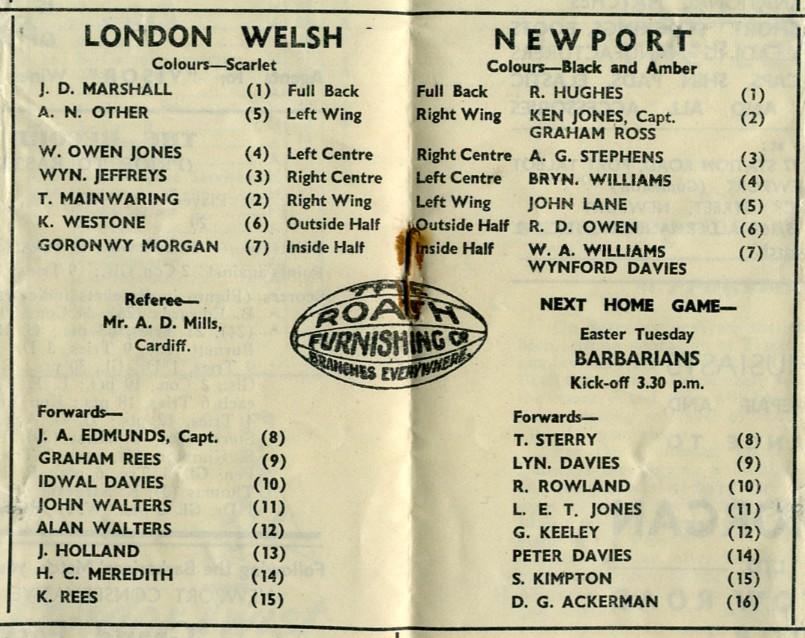 LONDON WELSH
Colours—Scarlet
J. D. MARSHALL (1) Full Back
A. N. OTHER (5) Left Wing
W. OWEN JONES (4) Left Centre
WYN. JEFFREYS (3) Right Centre
T. MAINWARING (2) Right Wing
K. WESTONE (6) Outside Half
GORONWY MORGAN (7) Inside Half
Referee—
Mr. A. D. Mills,
Cardiff.
Forwards—
J. A. EDMUNDS, Capt. (8)
GRAHAM REES (9)
IDWAL DAVIES (10)
JOHN WALTERS (11)
ALAN WALTERS (12)
J. HOLLAND (13)
H. C. MEREDITH (14)
K. REES (15)
THE
ROATH
FURNISHING Co
BRANCHES EVERYWHERE.
NEWPORT
Colours—Black and Amber
Full Back R. HUGHES (1)
Right Wing KEN JONES, Capt. (2)
GRAHAM ROSS
Right Centre A. G. STEPHENS (3)
Left Centre BRYN. WILLIAMS (4)
Left Wing JOHN LANE (5)
Outside Half R. D. OWEN (6)
Inside Half W. A. WILLIAMS (7)
WYNFORD DAVIES
NEXT HOME GAME—
Easter Tuesday
BARBARIANS
Kick-off 3.30 p.m.
Forwards—
T. STERRY (8)
LYN. DAVIES (9)
R. ROWLAND (10)
L. E. T. JONES (11)
G. KEELEY (12)
PETER DAVIES (14)
S. KIMPTON (15)
D. G. ACKERMAN (16)